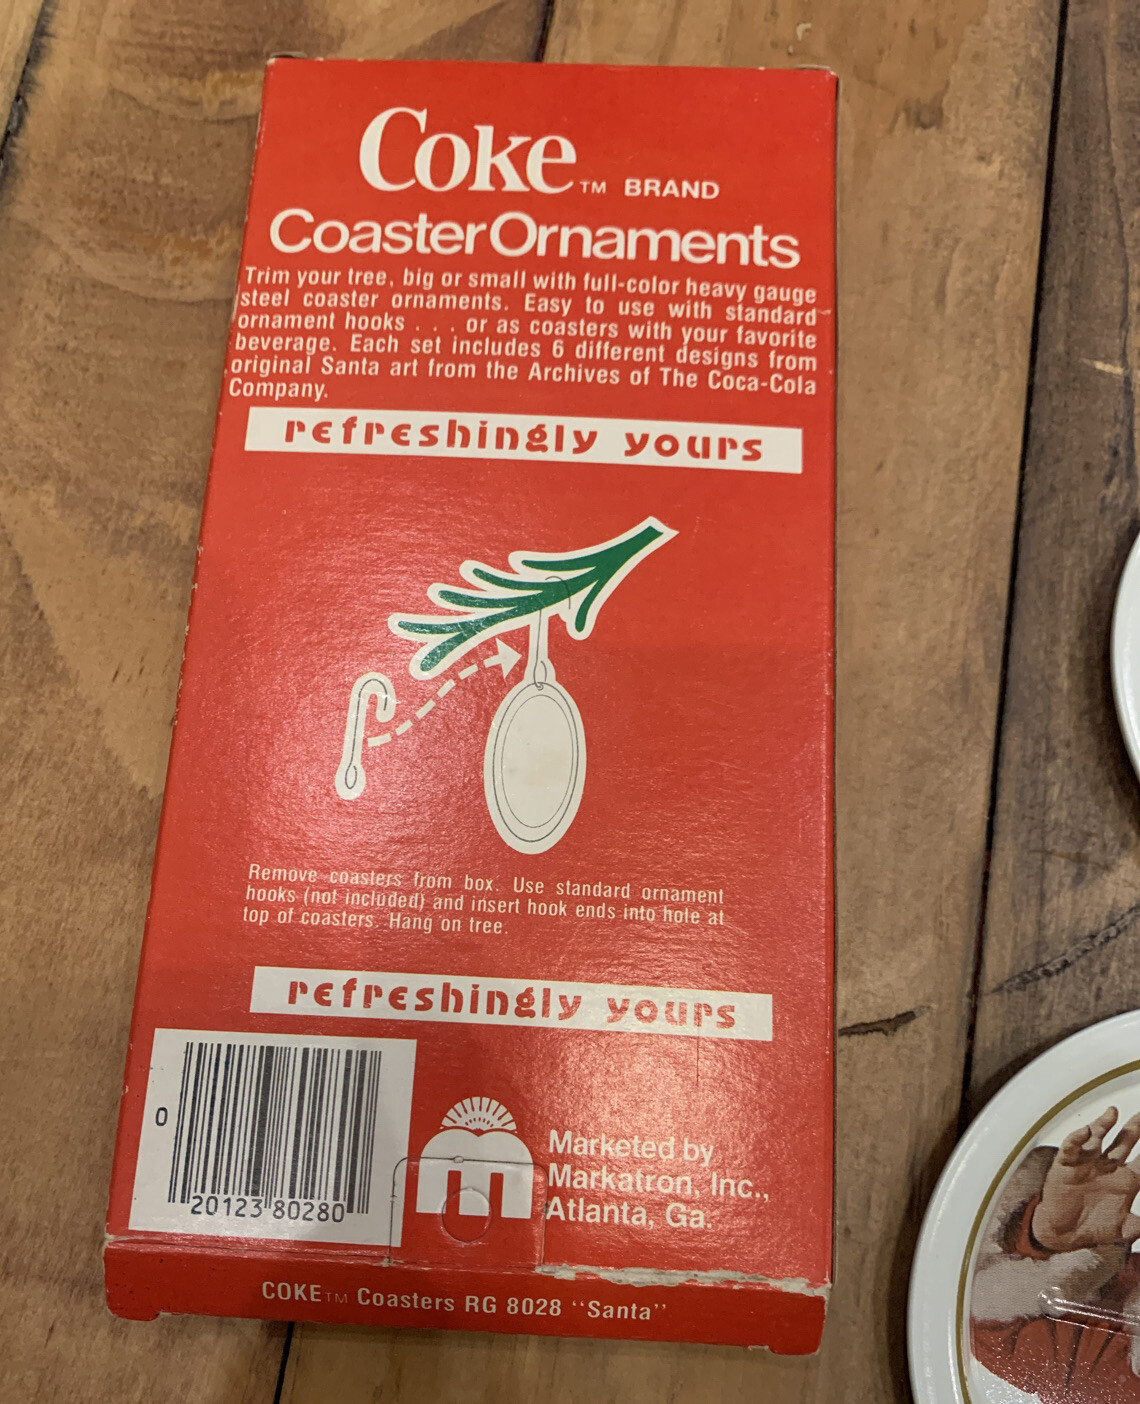 Coke TM BRAND
Coaster Ornaments
Trim your tree, big or small with full-color heavy gauge
steel coaster ornaments. Easy to use with standard
ornament hooks . . . or as coasters with your favorite
beverage. Each set includes 6 different designs from
original Santa art from the Archives of The Coca-Cola
Company.
refreshingly yours
Remove coasters from box. Use standard ornament
hooks (not included) and insert hook ends into hole at
top of coasters. Hang on tree.
refreshingly yours
0
20123 80280
Marketed by
Markatron, Inc.,
Atlanta, Ga.
COKE TM Coasters RG 8028 "Santa"